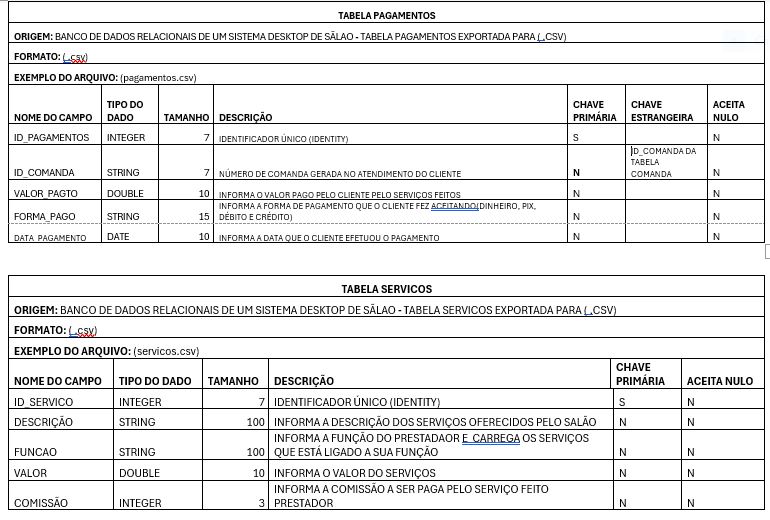 TABELA PAGAMENTOS
ORIGEM: BANCO DE DADOS RELACIONAIS DE UM SISTEMA DESKTOP DE SÃLAO - TABELA PAGAMENTOS EXPORTADA PARA (.CSV)
FORMATO: (.csv)
EXEMPLO DO ARQUIVO: (pagamentos.csv)
NOME DO CAMPO TIPO DO DADO TAMANHO DESCRIÇÃO CHAVE PRIMÁRIA CHAVE ESTRANGEIRA ACEITA NULO
ID_PAGAMENTOS INTEGER 7 IDENTIFICADOR ÚNICO (IDENTITY) S N
ID_COMANDA STRING 7 NÚMERO DE COMANDA GERADA NO ATENDIMENTO DO CLIENTE N ID_COMANDA DA TABELA COMANDA N
VALOR_PAGTO DOUBLE 10 INFORMA O VALOR PAGO PELO CLIENTE PELO SERVIÇOS FEITOS N N
FORMA_PAGO STRING 15 INFORMA A FORMA DE PAGAMENTO QUE O CLIENTE FEZ ACEITANDO(DINHEIRO, PIX, DÉBITO E CRÉDITO) N N
DATA_PAGAMENTO DATE 10 INFORMA A DATA QUE O CLIENTE EFETUOU O PAGAMENTO N N
TABELA SERVICOS
ORIGEM: BANCO DE DADOS RELACIONAIS DE UM SISTEMA DESKTOP DE SÃLAO - TABELA SERVICOS EXPORTADA PARA (.CSV)
FORMATO: (.csv)
EXEMPLO DO ARQUIVO: (servicos.csv)
NOME DO CAMPO TIPO DO DADO TAMANHO DESCRIÇÃO CHAVE PRIMÁRIA ACEITA NULO
ID_SERVICO INTEGER 7 IDENTIFICADOR ÚNICO (IDENTITY) S N
DESCRIÇÃO STRING 100 INFORMA A DESCRIÇÃO DOS SERVIÇOS OFERECIDOS PELO SALÃO N N
FUNCAO STRING 100 INFORMA A FUNÇÃO DO PRESTADAOR E CARREGA OS SERVIÇOS QUE ESTÁ LIGADO A SUA FUNÇÃO N N
VALOR DOUBLE 10 INFORMA O VALOR DO SERVIÇOS N N
COMISSÃO INTEGER 3 INFORMA A COMISSÃO A SER PAGA PELO SERVIÇO FEITO PRESTADOR N N